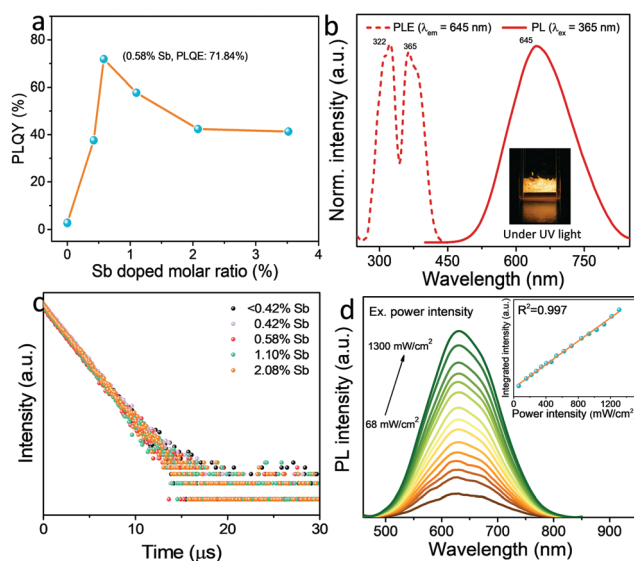 a
(0.58% Sb, PLQE: 71.84%)
PLQY (%)
80
60
40
20
0
0 1 2 3 4
Sb doped molar ratio (%)
b
PLE (λem = 645 nm) PL (λex = 365 nm)
322 365 645
Norm. intensity (a.u.)
Under UV light
300 450 600 750
Wavelength (nm)
c
<0.42% Sb
0.42% Sb
0.58% Sb
1.10% Sb
2.08% Sb
Intensity (a.u.)
0 10 20 30
Time (μs)
d
Ex. power intensity
1300 mW/cm²
68 mW/cm²
PL intensity
R²=0.997
Integrated intensity (a.u.)
0 500 1000 1500
Power intensity (mW/cm²)
500 600 700 800 900
Wavelength (nm)